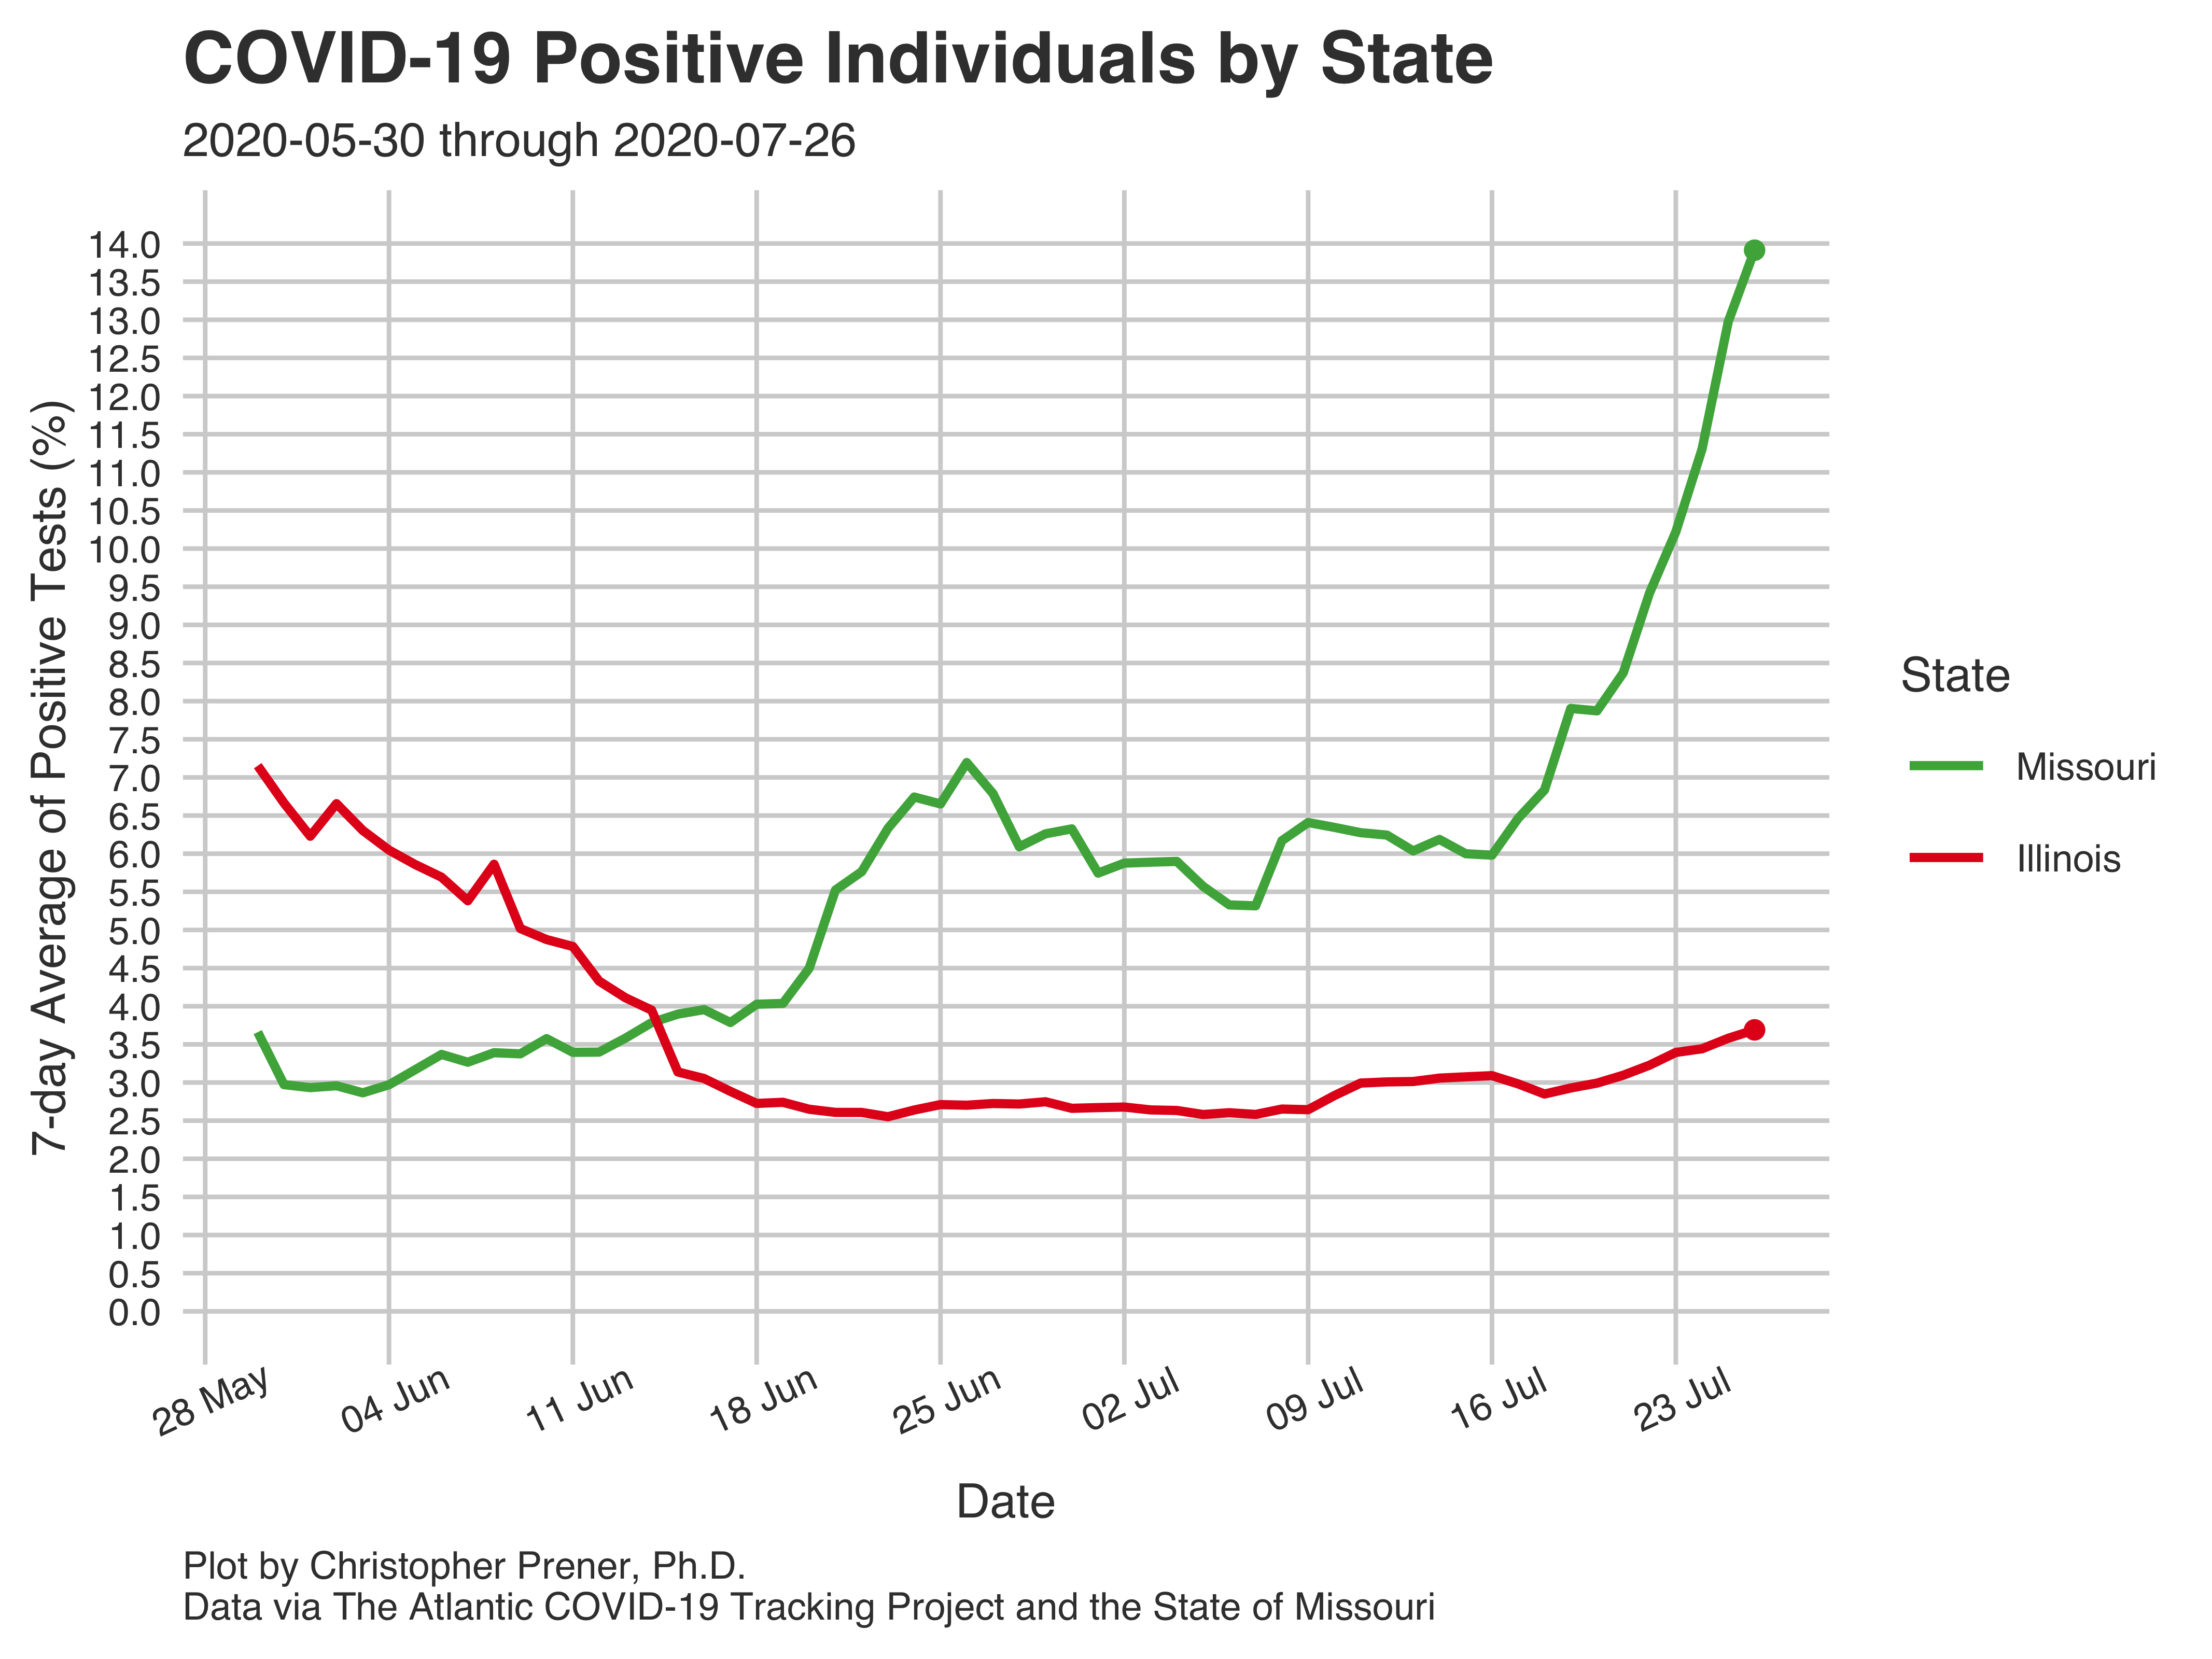 COVID-19 Positive Individuals by State
2020-05-30 through 2020-07-26
7-day Average of Positive Tests (%)
14.0
13.5
13.0
12.5
12.0
11.5
11.0
10.5
10.0
9.5
9.0
8.5
8.0
7.5
7.0
6.5
6.0
5.5
5.0
4.5
4.0
3.5
3.0
2.5
2.0
1.5
1.0
0.5
0.0
28 May
04 Jun
11 Jun
18 Jun
25 Jun
02 Jul
09 Jul
16 Jul
23 Jul
Date
State
Missouri
Illinois
Plot by Christopher Prener, Ph.D.
Data via The Atlantic COVID-19 Tracking Project and the State of Missouri